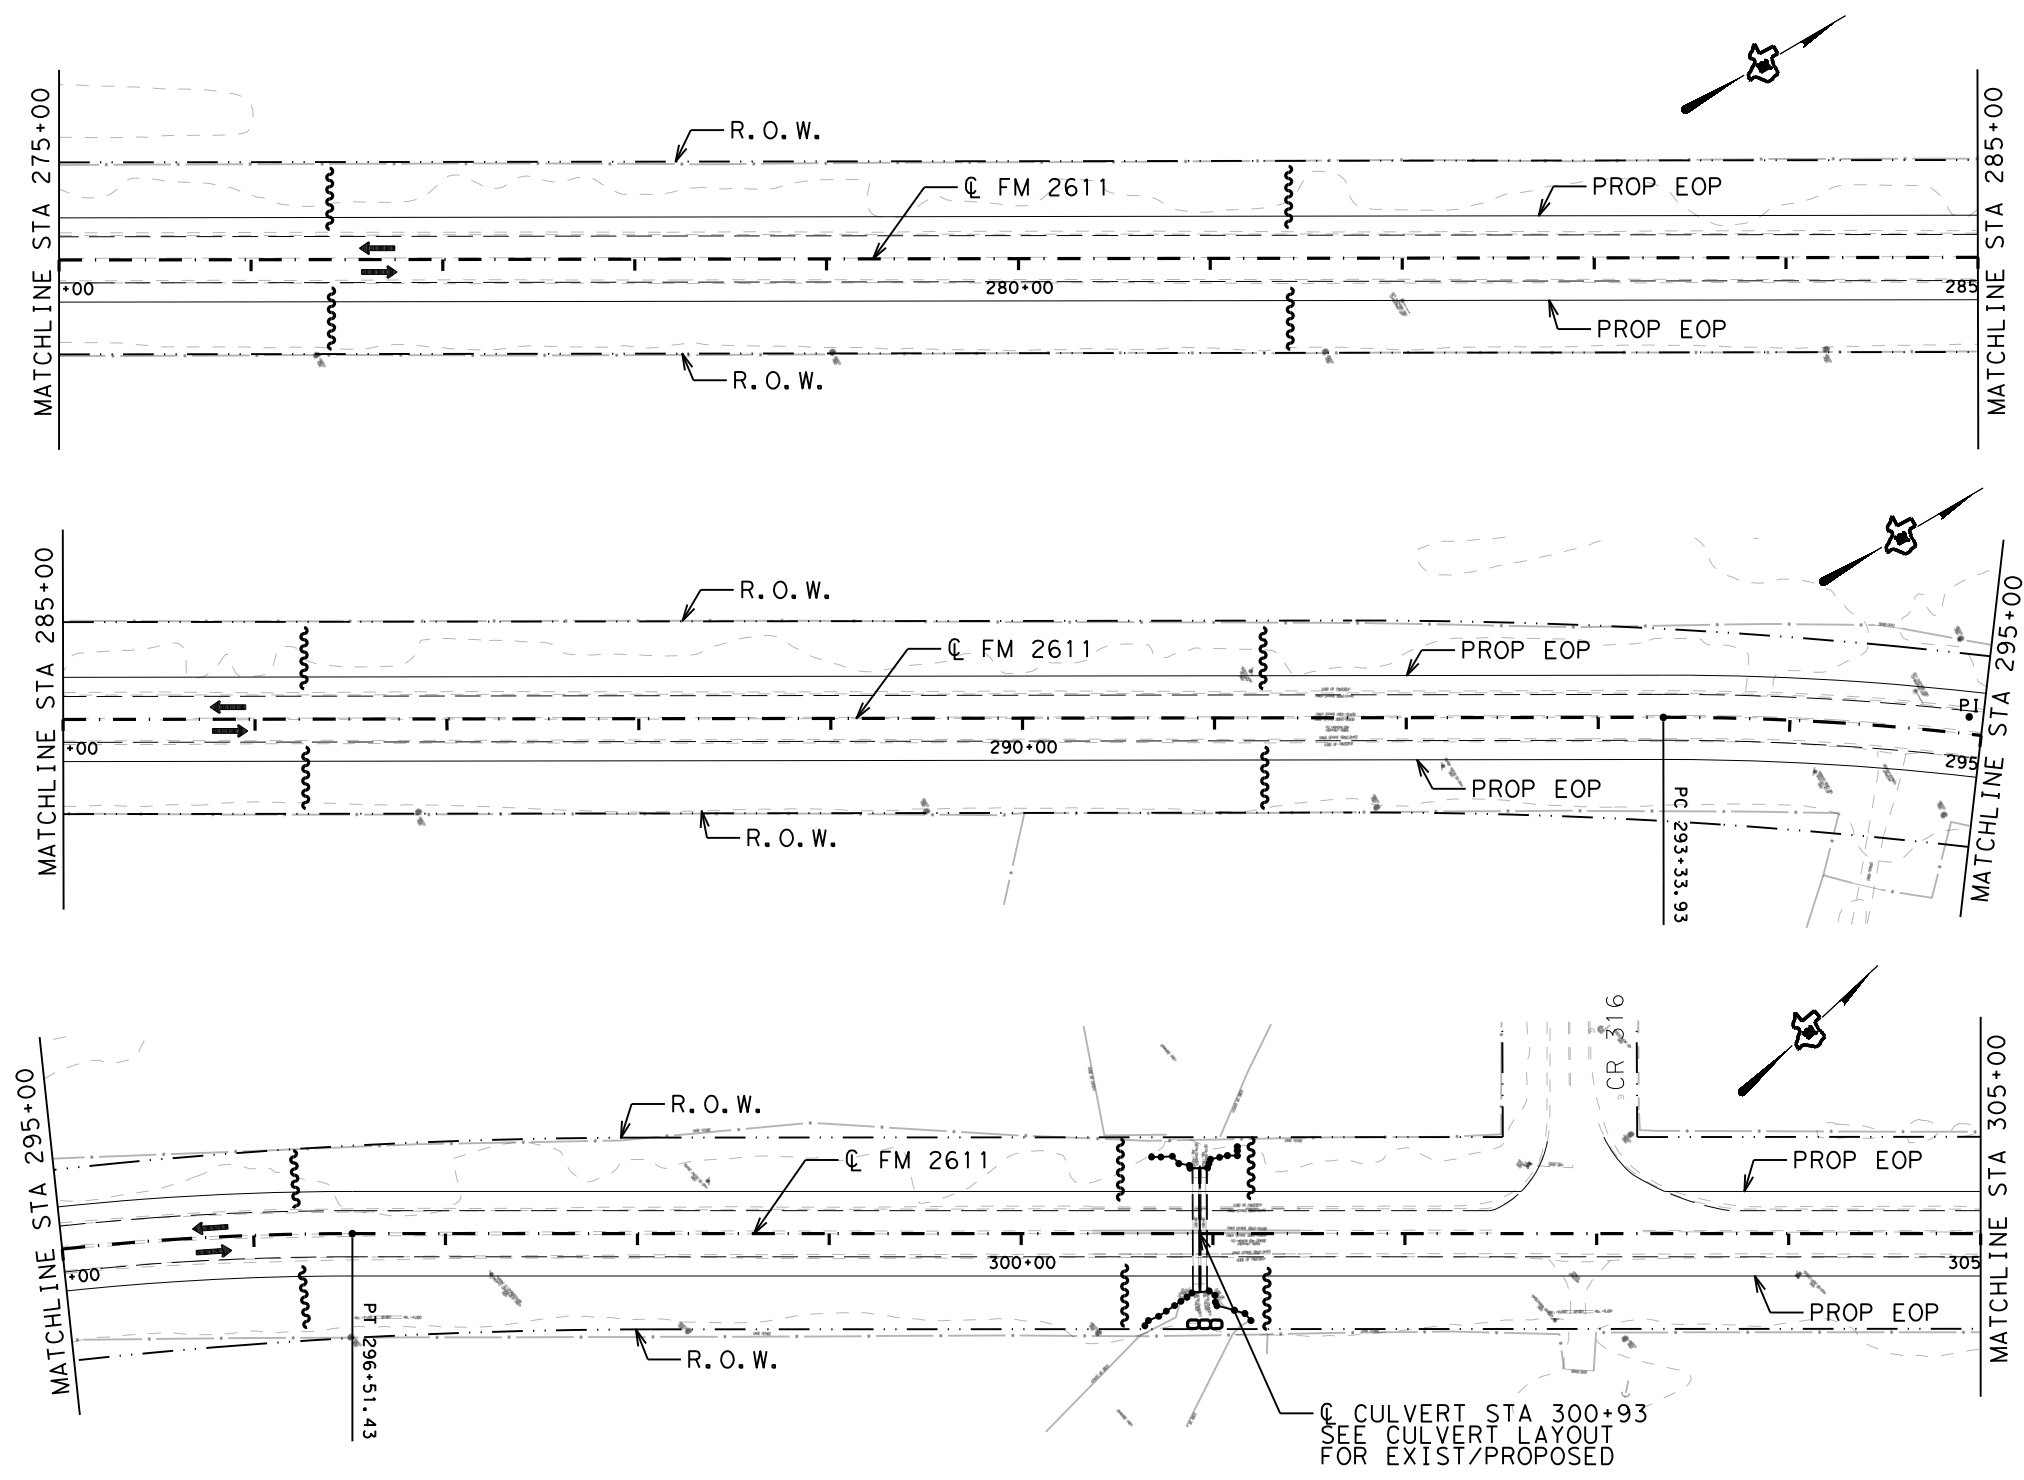 MATCHLINE STA 275+00
R.O.W.
℄ FM 2611
PROP EOP
+00
280+00
285
PROP EOP
R.O.W.
MATCHLINE STA 285+00
MATCHLINE STA 285+00
R.O.W.
℄ FM 2611
PROP EOP
PI
+00
290+00
295
PROP EOP
R.O.W.
PC 293+33.93
MATCHLINE STA 295+00
MATCHLINE STA 295+00
CR 316
R.O.W.
℄ FM 2611
PROP EOP
+00
300+00
305
PROP EOP
PT 296+51.43
R.O.W.
MATCHLINE STA 305+00
℄ CULVERT STA 300+93
SEE CULVERT LAYOUT
FOR EXIST/PROPOSED